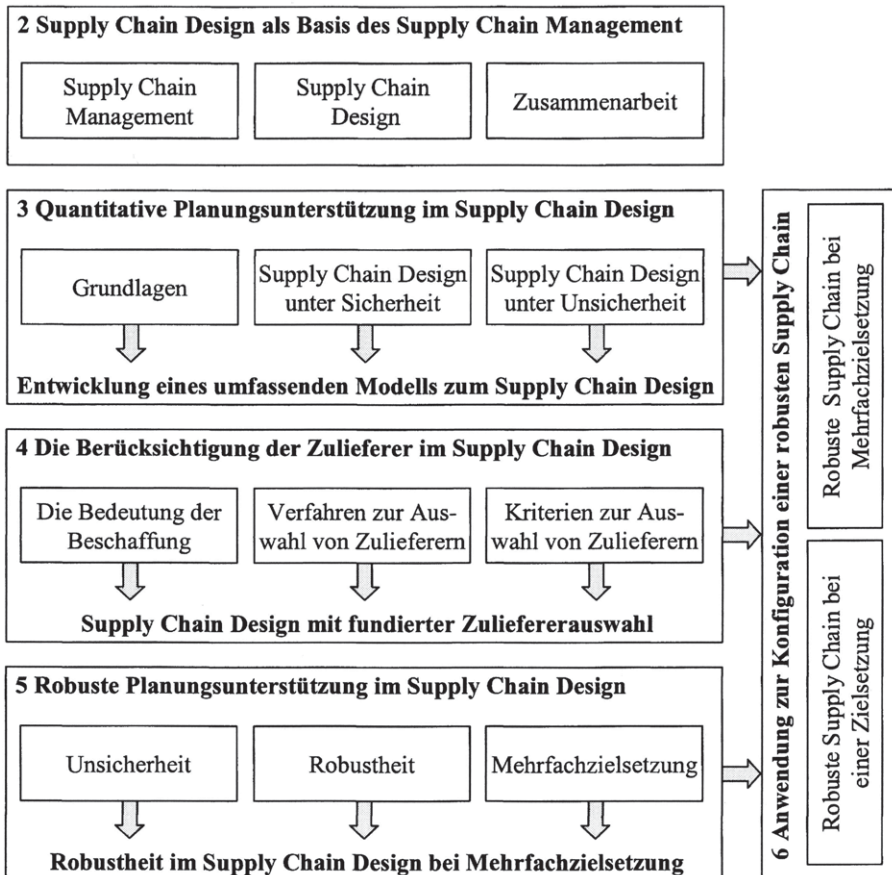 2 Supply Chain Design als Basis des Supply Chain Management
Supply Chain
Management
Supply Chain
Design
Zusammenarbeit
3 Quantitative Planungsunterstützung im Supply Chain Design
Grundlagen
Supply Chain Design
unter Sicherheit
Supply Chain Design
unter Unsicherheit
Entwicklung eines umfassenden Modells zum Supply Chain Design
4 Die Berücksichtigung der Zulieferer im Supply Chain Design
Die Bedeutung der
Beschaffung
Verfahren zur Aus-
wahl von Zulieferern
Kriterien zur Aus-
wahl von Zulieferern
Supply Chain Design mit fundierter Zuliefererauswahl
5 Robuste Planungsunterstützung im Supply Chain Design
Unsicherheit
Robustheit
Mehrfachzielsetzung
Robustheit im Supply Chain Design bei Mehrfachzielsetzung
6 Anwendung zur Konfiguration einer robusten Supply Chain
Robuste Supply Chain bei
einer Zielsetzung
Robuste Supply Chain bei
Mehrfachzielsetzung